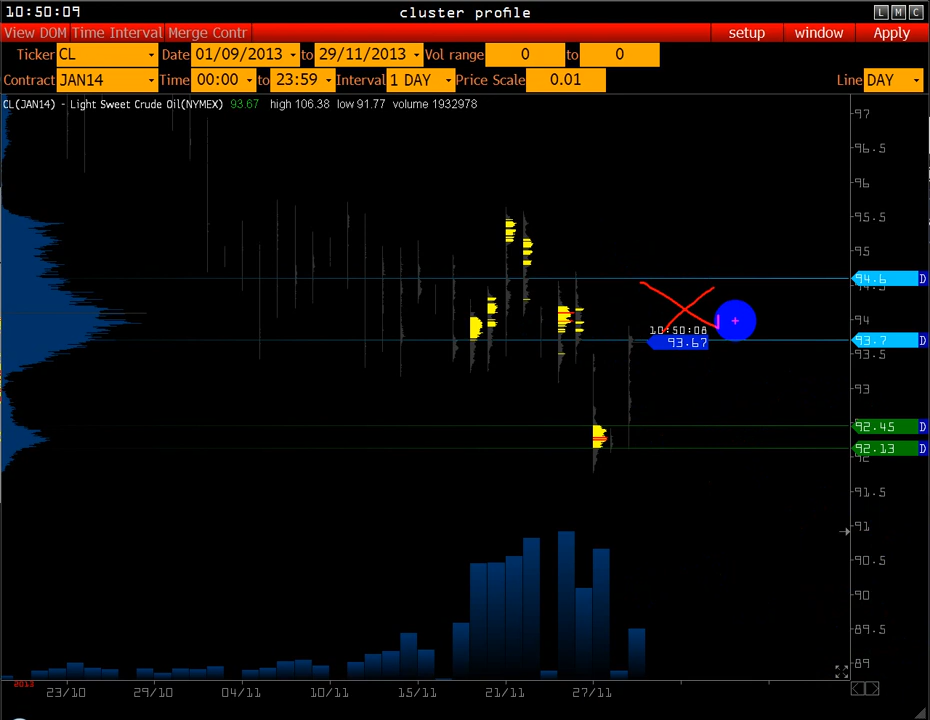 10:50:09 cluster profile L M C
View DOM Time Interval Merge Contr setup window Apply
Ticker CL Date 01/09/2013 to 29/11/2013 Vol range 0 to 0
Contract JAN14 Time 00:00 to 23:59 Interval 1 DAY Price Scale 0.01 Line DAY
CL(JAN14) - Light Sweet Crude Oil(NYMEX) 93.67 high 106.38 low 91.77 volume 1932978
97
96.5
96
95.5
95
94.6 D
94.5
94
10:50:08
93.67 93.7 D
93.5
93
92.45 D
92.13 D
92
91.5
91
90.5
90
89.5
89
2013
23/10 29/10 04/11 10/11 15/11 21/11 27/11